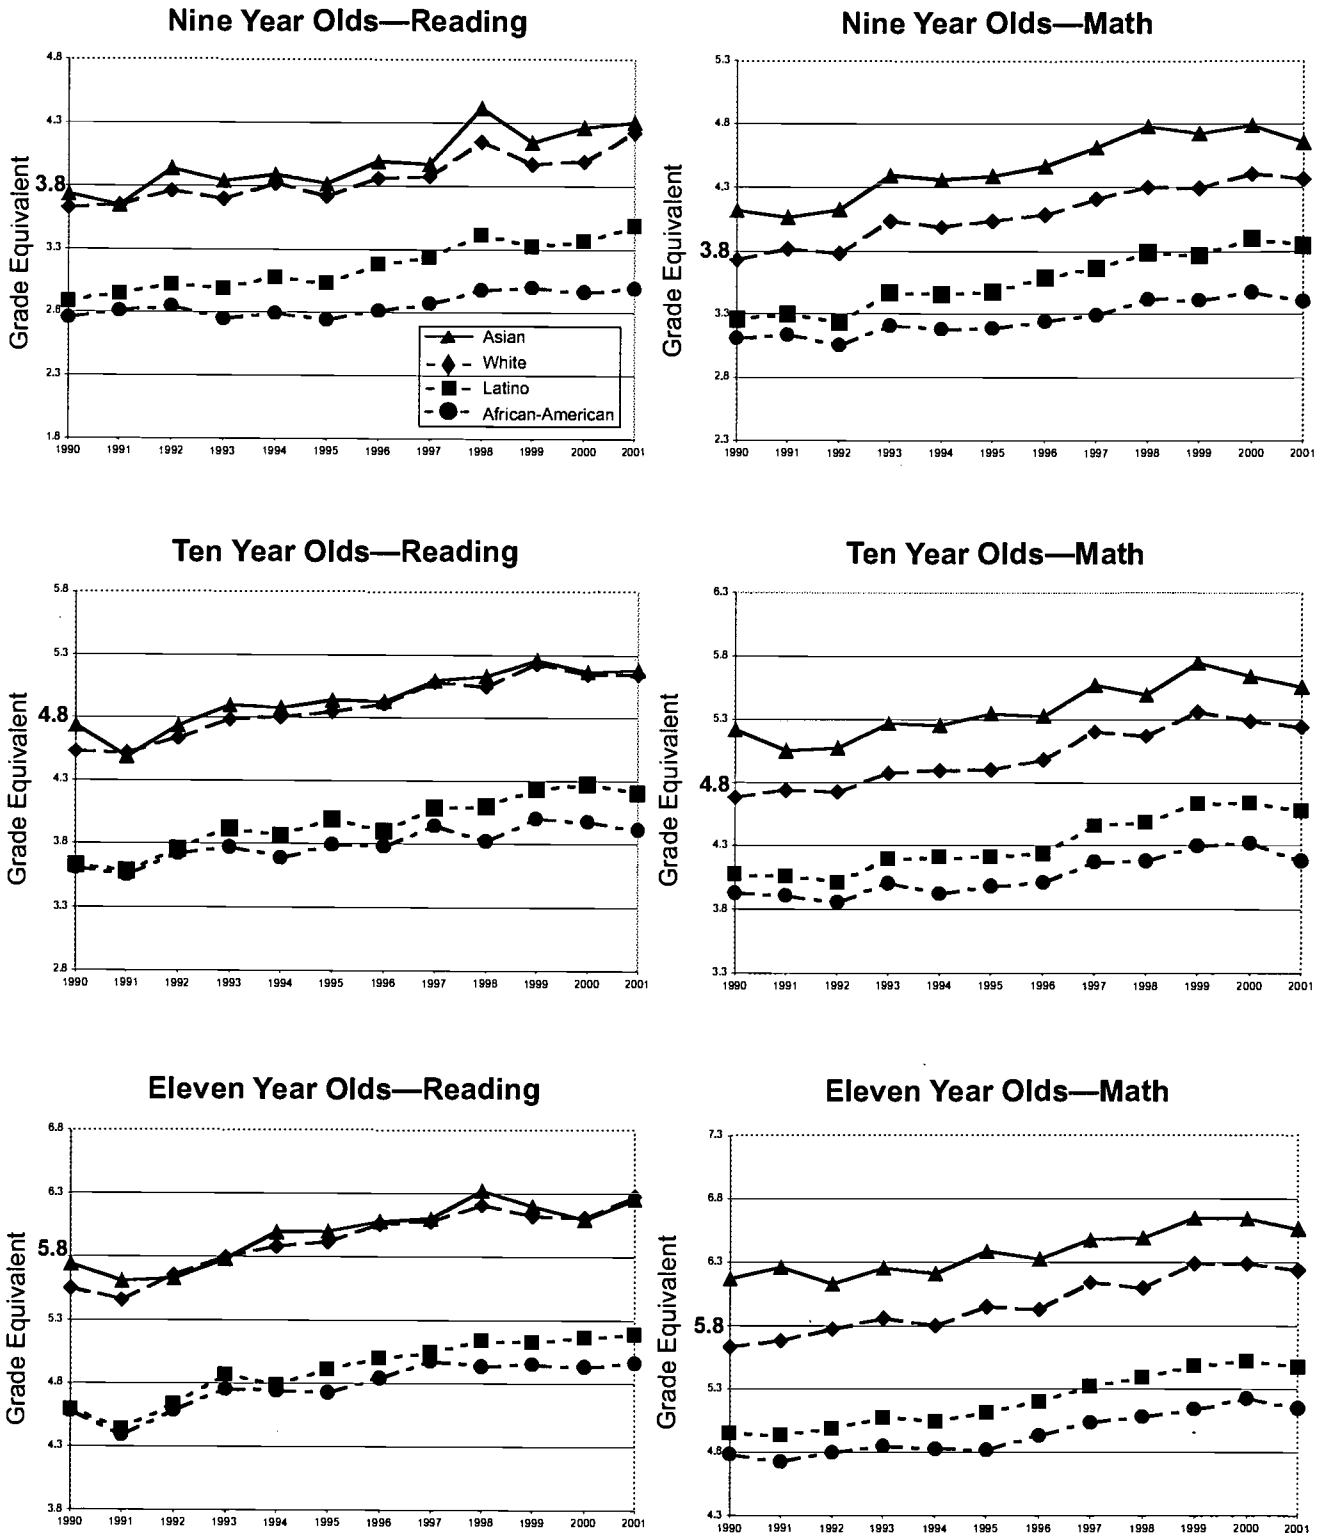 Nine Year Olds—Reading
Grade Equivalent
4.8
4.3
3.8
3.3
2.8
2.3
1.8
1990 1991 1992 1993 1994 1995 1996 1997 1998 1999 2000 2001
Asian
White
Latino
African-American
Nine Year Olds—Math
Grade Equivalent
5.3
4.8
4.3
3.8
3.3
2.8
2.3
1990 1991 1992 1993 1994 1995 1996 1997 1998 1999 2000 2001
Ten Year Olds—Reading
Grade Equivalent
5.8
5.3
4.8
4.3
3.8
3.3
2.8
1990 1991 1992 1993 1994 1995 1996 1997 1998 1999 2000 2001
Ten Year Olds—Math
Grade Equivalent
6.3
5.8
5.3
4.8
4.3
3.8
3.3
1990 1991 1992 1993 1994 1995 1996 1997 1998 1999 2000 2001
Eleven Year Olds—Reading
Grade Equivalent
6.8
6.3
5.8
5.3
4.8
4.3
3.8
1990 1991 1992 1993 1994 1995 1996 1997 1998 1999 2000 2001
Eleven Year Olds—Math
Grade Equivalent
7.3
6.8
6.3
5.8
5.3
4.8
4.3
1990 1991 1992 1993 1994 1995 1996 1997 1998 1999 2000 2001